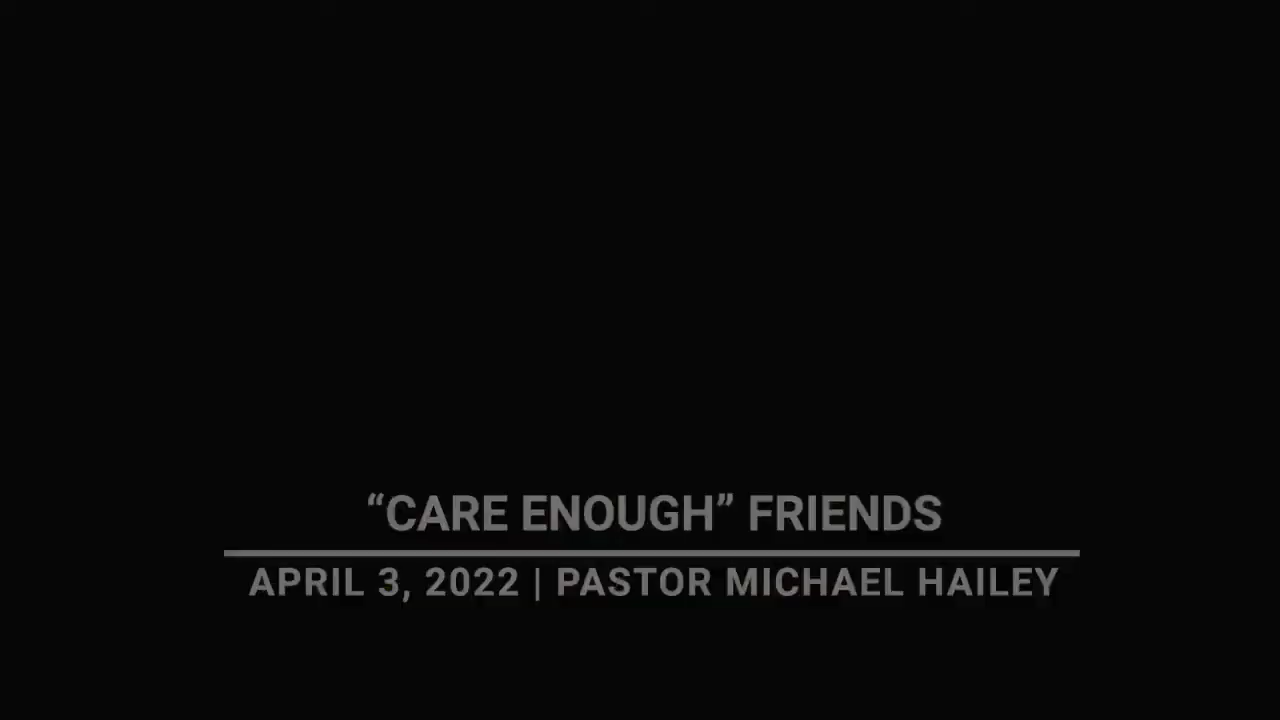 “CARE ENOUGH” FRIENDS
APRIL 3, 2022 | PASTOR MICHAEL HAILEY